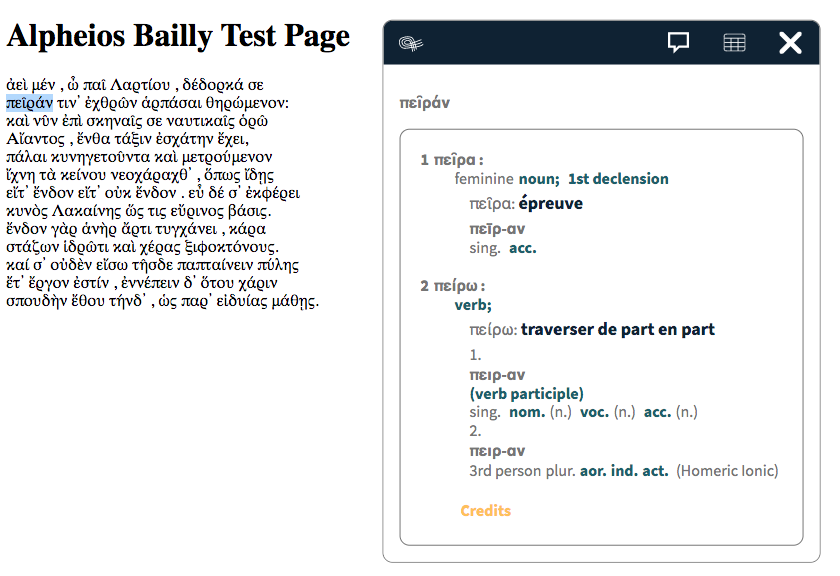 Alpheios Bailly Test Page
ἀεὶ μέν , ὦ παῖ Λαρτίου , δέδορκά σε
πεῖράν τιν᾽ ἐχθρῶν ἁρπάσαι θηρώμενον:
καὶ νῦν ἐπὶ σκηναῖς σε ναυτικαῖς ὁρῶ
Αἴαντος , ἔνθα τάξιν ἐσχάτην ἔχει,
πάλαι κυνηγετοῦντα καὶ μετρούμενον
ἴχνη τὰ κείνου νεοχάραχθ᾽ , ὅπως ἴδῃς
εἴτ᾽ ἔνδον εἴτ᾽ οὐκ ἔνδον . εὖ δέ σ᾽ ἐκφέρει
κυνὸς Λακαίνης ὥς τις εὔρινος βάσις.
ἔνδον γὰρ ἁνὴρ ἄρτι τυγχάνει , κάρα
στάζων ἱδρῶτι καὶ χέρας ξιφοκτόνους.
καί σ᾽ οὐδὲν εἴσω τῆσδε παπταίνειν πύλης
ἔτ᾽ ἔργον ἐστίν , ἐννέπειν δ᾽ ὅτου χάριν
σπουδὴν ἔθου τήνδ᾽ , ὡς παρ᾽ εἰδυίας μάθῃς.
πεῖράν
1 πεῖρα :
feminine noun; 1st declension
πεῖρα: épreuve
πεῖρ-αν
sing. acc.
2 πείρω :
verb;
πείρω: traverser de part en part
1.
πειρ-αν
(verb participle)
sing. nom. (n.) voc. (n.) acc. (n.)
2.
πειρ-αν
3rd person plur. aor. ind. act. (Homeric Ionic)
Credits